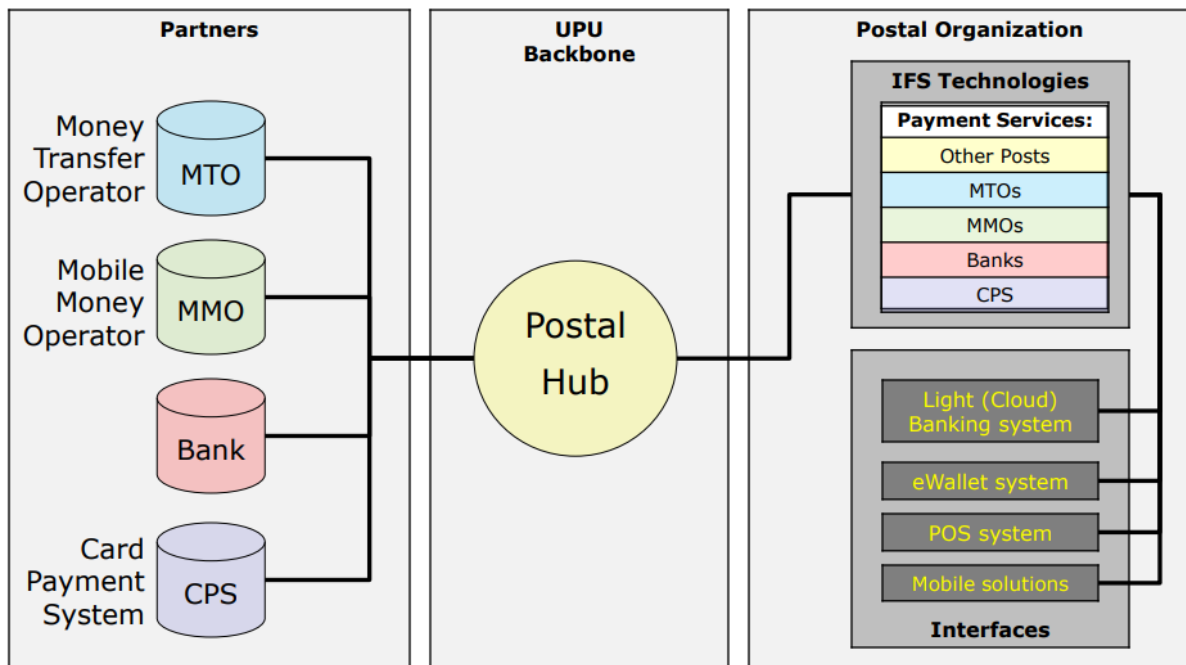 Partners
Money
Transfer
Operator
MTO
Mobile
Money
Operator
MMO
Bank
Card
Payment
System
CPS
UPU
Backbone
Postal
Hub
Postal Organization
IFS Technologies
Payment Services:
Other Posts
MTOs
MMOs
Banks
CPS
Light (Cloud)
Banking system
eWallet system
POS system
Mobile solutions
Interfaces